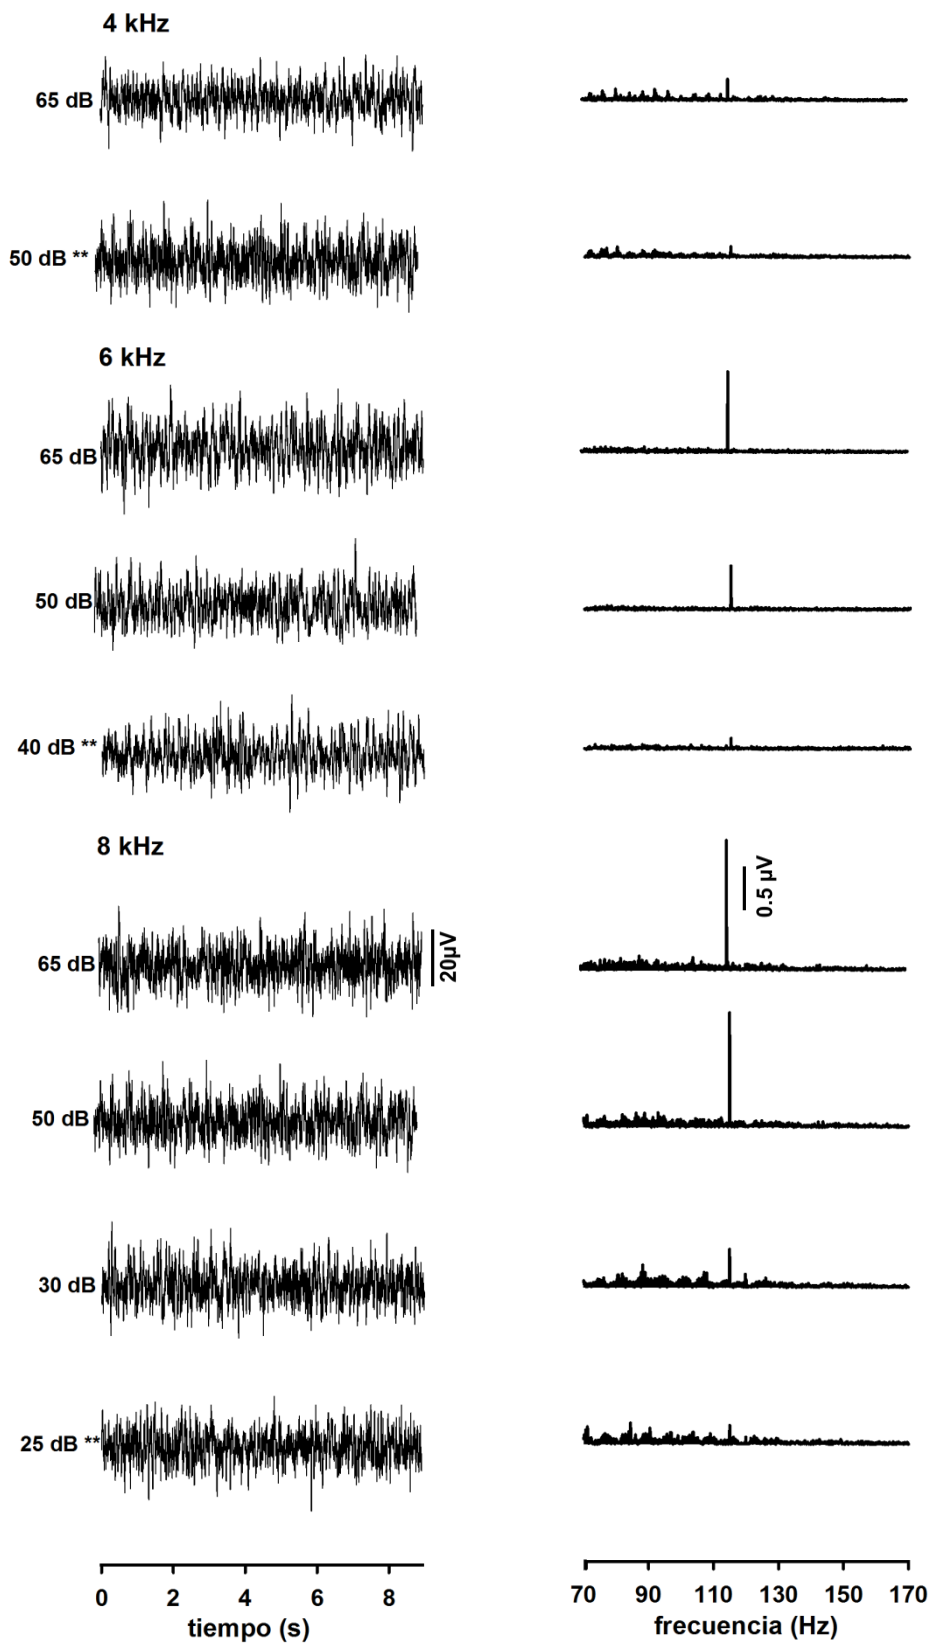 4 kHz
65 dB
50 dB **
6 kHz
65 dB
50 dB
40 dB **
8 kHz
0.5 µV
65 dB
20µV
50 dB
30 dB
25 dB **
0 2 4 6 8
70 90 110 130 150 170
tiempo (s)
frecuencia (Hz)